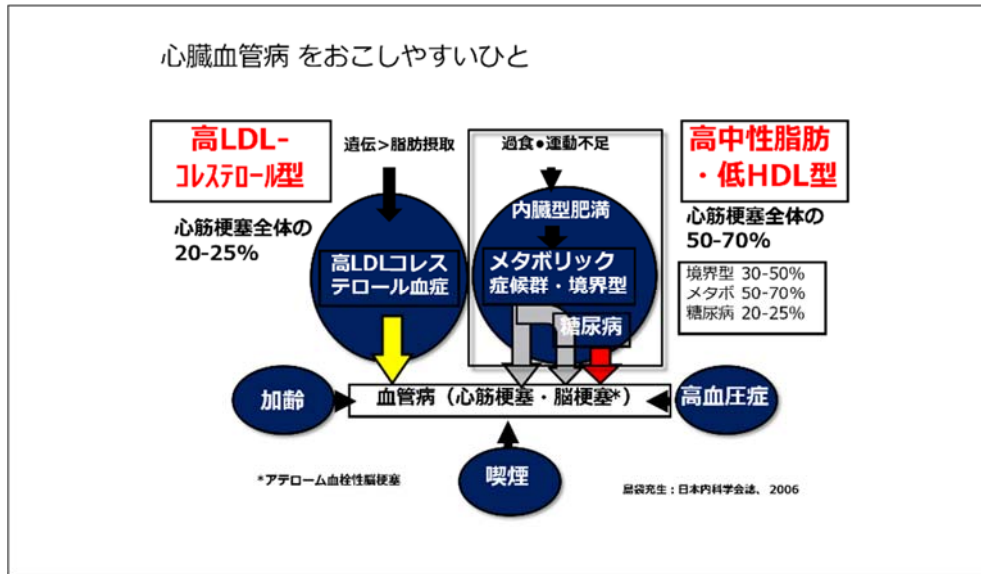 心臓血管病 をおこしやすいひと
高LDL-
ｺﾚｽﾃﾛｰﾙ型
心筋梗塞全体の
20-25%
遺伝>脂肪摂取
高LDLコレス
テロール血症
過食●運動不足
内臓型肥満
メタボリック
症候群・境界型
糖尿病
高中性脂肪
・低HDL型
心筋梗塞全体の
50-70%
境界型 30-50%
メタボ 50-70%
糖尿病 20-25%
加齢
血管病（心筋梗塞・脳梗塞*）
高血圧症
喫煙
*アテローム血栓性脳梗塞
島袋充生：日本内科学会誌、2006